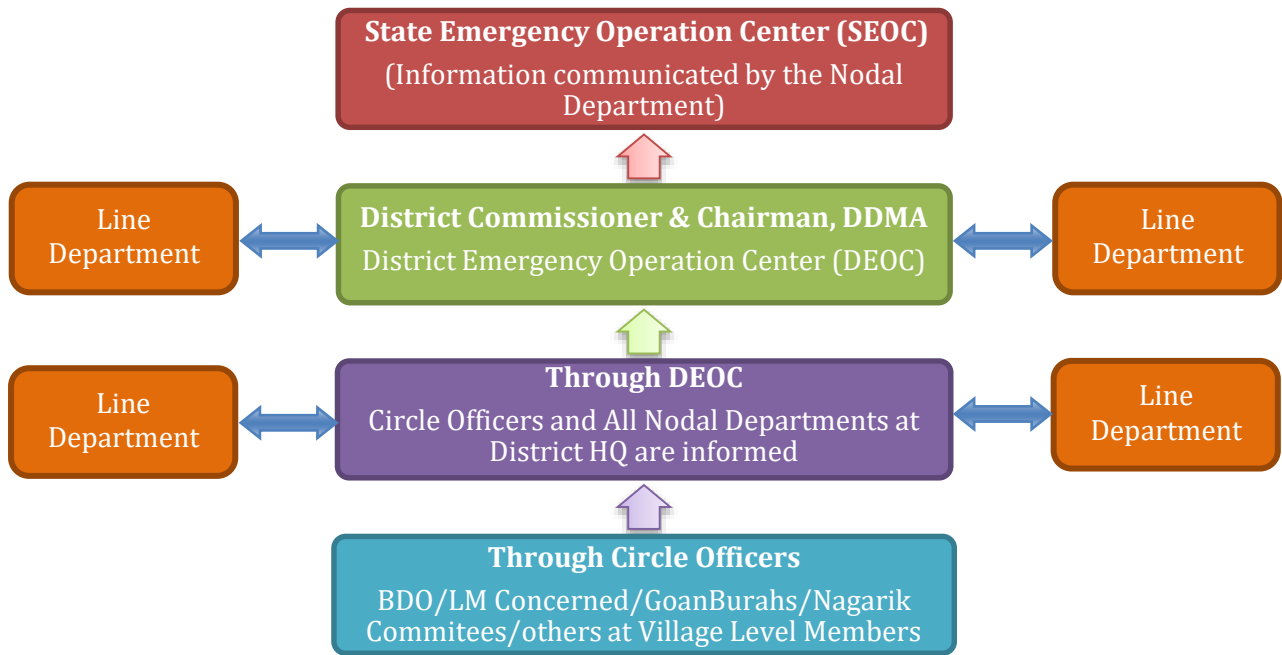 State Emergency Operation Center (SEOC)
(Information communicated by the Nodal
Department)
Line
Department
District Commissioner & Chairman, DDMA
District Emergency Operation Center (DEOC)
Line
Department
Line
Department
Through DEOC
Circle Officers and All Nodal Departments at
District HQ are informed
Line
Department
Through Circle Officers
BDO/LM Concerned/GoanBurahs/Nagarik
Commitees/others at Village Level Members